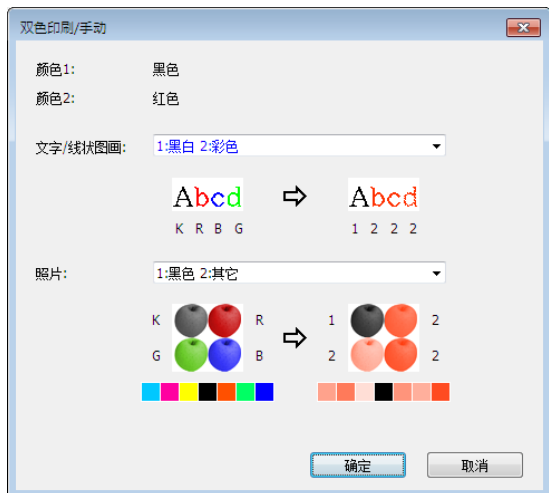 双色印刷/手动
颜色1: 黑色
颜色2: 红色
文字/线状图画: 1:黑白 2:彩色
Abcd Abcd
K R B G 1 2 2 2
照片: 1:黑色 2:其它
K R 1 2
G B 2 2
确定 取消